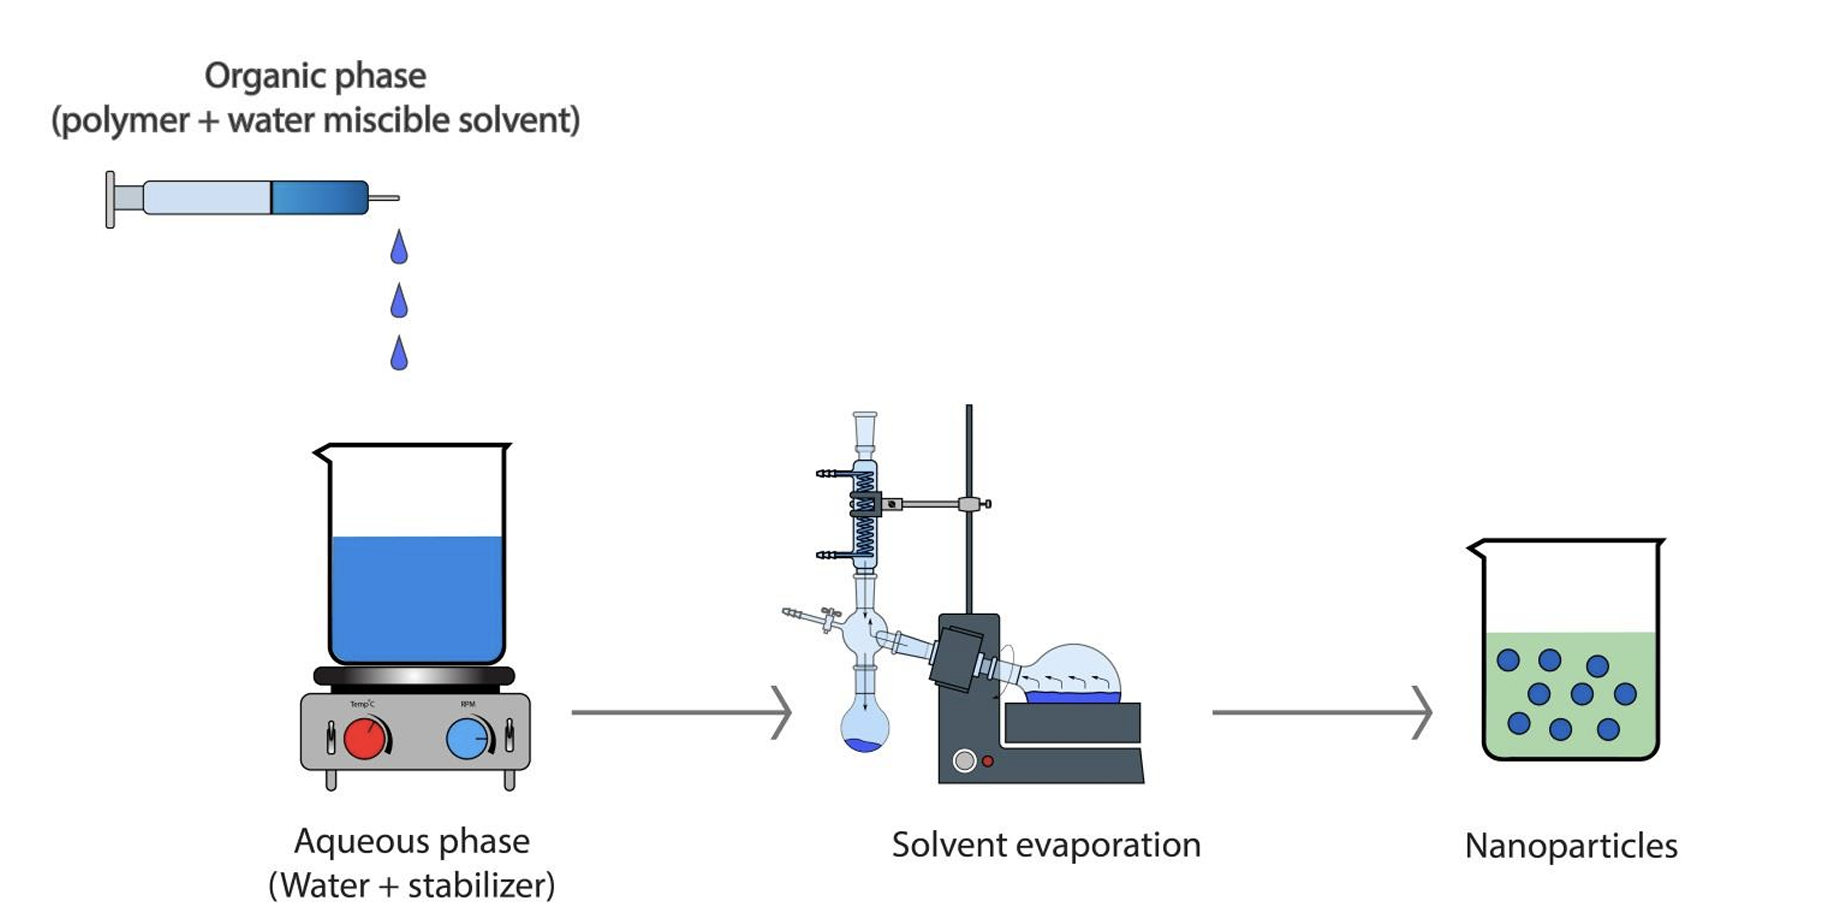 Organic phase
(polymer + water miscible solvent)
Temp°C
RPM
Aqueous phase
(Water + stabilizer)
Solvent evaporation
Nanoparticles